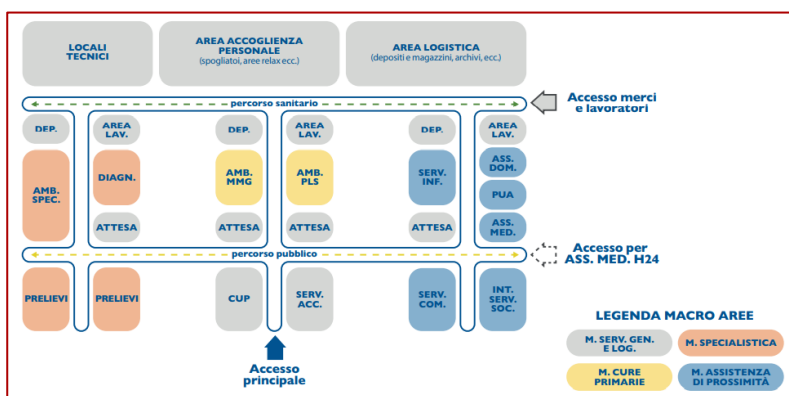 LOCALI
TECNICI
AREA ACCOGLIENZA
PERSONALE
(spogliatoi, aree relax ecc.)
AREA LOGISTICA
(depositi e magazzini, archivi, ecc.)
percorso sanitario
Accesso merci
e lavoratori
DEP.
AREA
LAV.
DEP.
AREA
LAV.
DEP.
AREA
LAV.
AMB.
SPEC.
DIAGN.
AMB.
MMG
AMB.
PLS
SERV.
INF.
ASS.
DOM.
PUA
ATTESA
ATTESA
ATTESA
ATTESA
ASS.
MED.
percorso pubblico
Accesso per
ASS. MED. H24
PRELIEVI
PRELIEVI
CUP
SERV.
ACC.
SERV.
COM.
INT.
SERV.
SOC.
Accesso
principale
LEGENDA MACRO AREE
M. SERV. GEN.
E LOG.
M. SPECIALISTICA
M. CURE
PRIMARIE
M. ASSISTENZA
DI PROSSIMITÀ